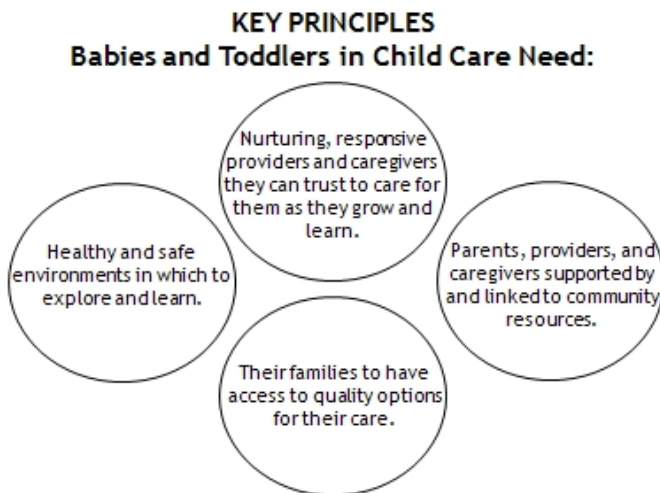 KEY PRINCIPLES
Babies and Toddlers in Child Care Need:
Nurturing, responsive
providers and caregivers
they can trust to care for
them as they grow and
learn.
Healthy and safe
environments in which to
explore and learn.
Parents, providers, and
caregivers supported by
and linked to community
resources.
Their families to have
access to quality options
for their care.